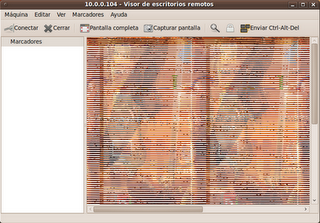 10.0.0.104 - Visor de escritorios remotos
Máquina Editar Ver Marcadores Ayuda
Conectar Cerrar Pantalla completa Capturar pantalla Enviar Ctrl-Alt-Del
Marcadores